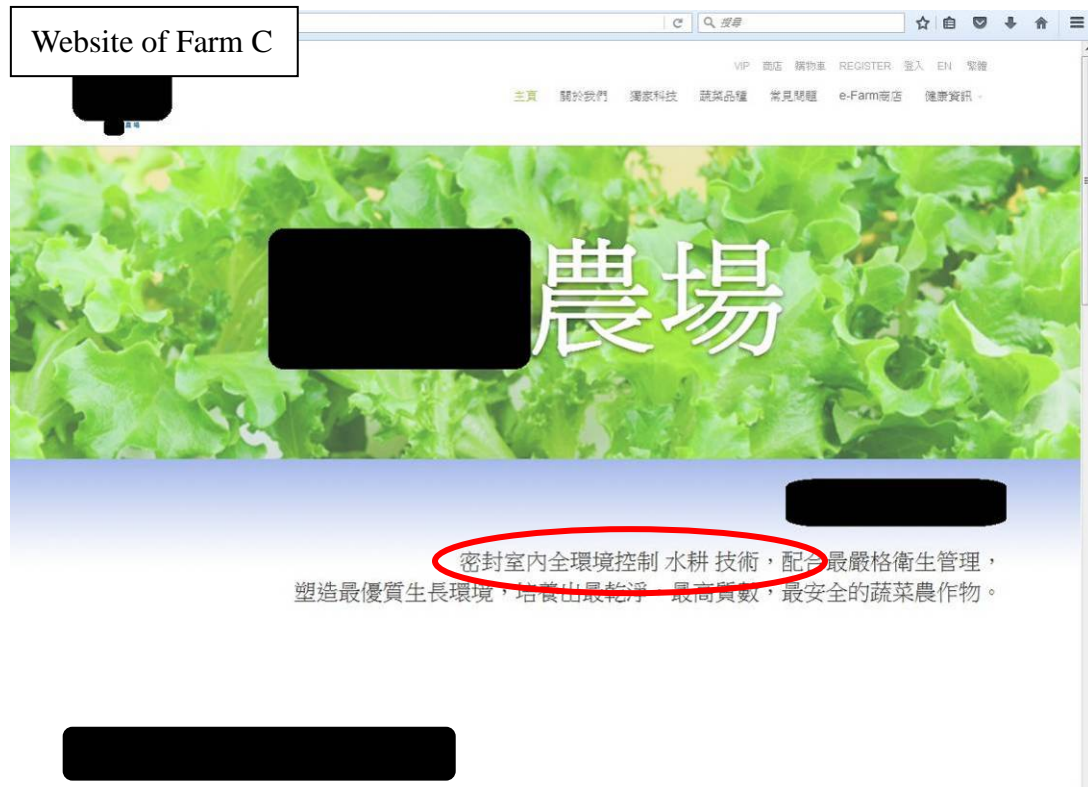 Website of Farm C
搜尋
VIP 商店 購物車 REGISTER 登入 EN 繁體
主頁 關於我們 獨家科技 蔬菜品種 常見問題 e-Farm商店 健康資訊
農場
農場
密封室內全環境控制 水耕 技術，配合最嚴格衛生管理，
塑造最優質生長環境，培養出最乾淨，最高質數，最安全的蔬菜農作物。